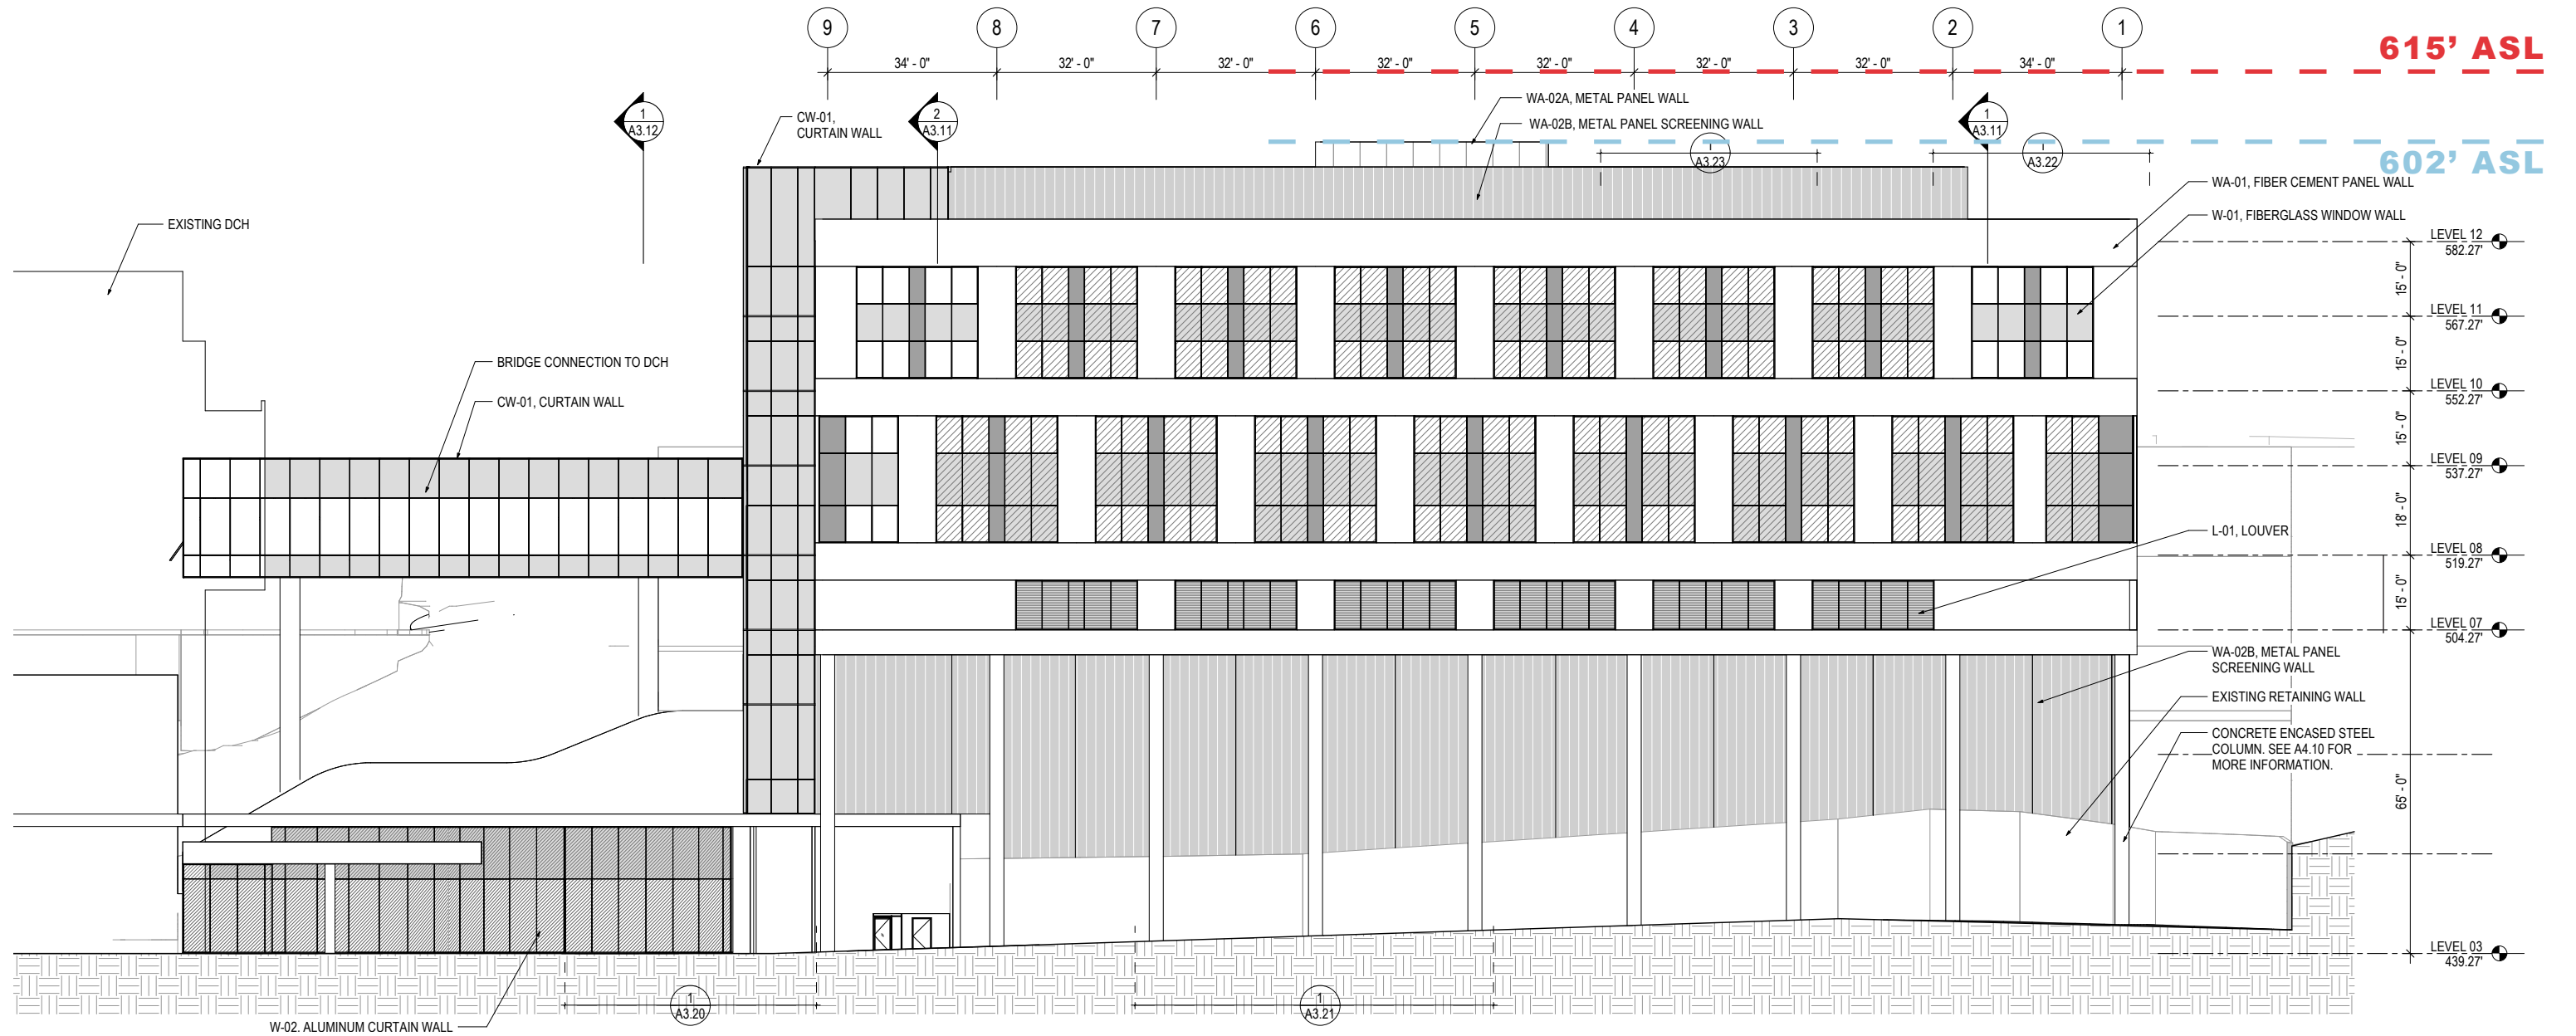 9 8 7 6 5 4 3 2 1
615' ASL
34' - 0" 32' - 0" 32' - 0" 32' - 0" 32' - 0" 32' - 0" 32' - 0" 34' - 0"
1
A3.12
CW-01,
CURTAIN WALL
2
A3.11
WA-02A, METAL PANEL WALL
WA-02B, METAL PANEL SCREENING WALL
1
A3.11
1
A3.23
1
A3.22
602' ASL
WA-01, FIBER CEMENT PANEL WALL
W-01, FIBERGLASS WINDOW WALL
EXISTING DCH
LEVEL 12
582.27'
15' - 0"
LEVEL 11
567.27'
15' - 0"
BRIDGE CONNECTION TO DCH
CW-01, CURTAIN WALL
LEVEL 10
552.27'
15' - 0"
LEVEL 09
537.27'
18' - 0"
L-01, LOUVER
LEVEL 08
519.27'
15' - 0"
LEVEL 07
504.27'
WA-02B, METAL PANEL
SCREENING WALL
EXISTING RETAINING WALL
CONCRETE ENCASED STEEL
COLUMN. SEE A4.10 FOR
MORE INFORMATION.
65' - 0"
LEVEL 03
439.27'
1
A3.20
1
A3.21
W-02, ALUMINUM CURTAIN WALL